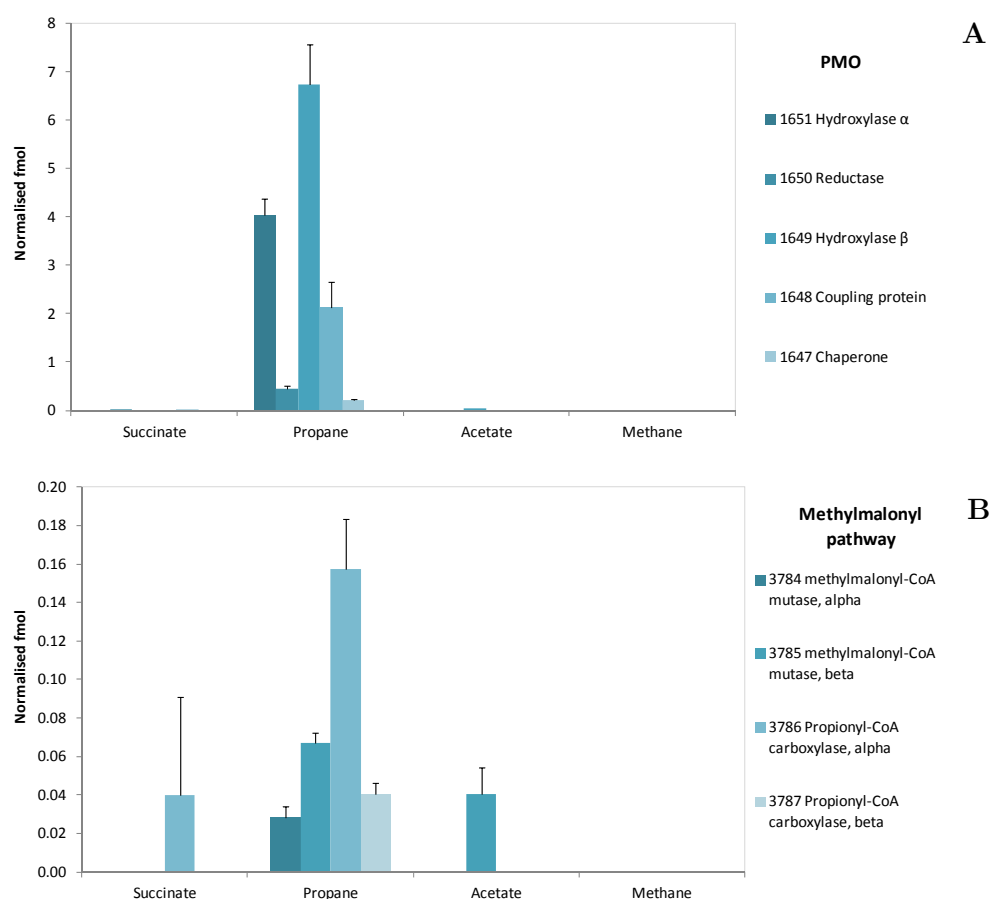 A
PMO
8
7
6
5
4
3
2
1
0
Normalised fmol
Succinate
Propane
Acetate
Methane
1651 Hydroxylase α
1650 Reductase
1649 Hydroxylase β
1648 Coupling protein
1647 Chaperone
B
Methylmalonyl
pathway
0.20
0.18
0.16
0.14
0.12
0.10
0.08
0.06
0.04
0.02
0.00
Normalised fmol
Succinate
Propane
Acetate
Methane
3784 methylmalonyl-CoA
mutase, alpha
3785 methylmalonyl-CoA
mutase, beta
3786 Propionyl-CoA
carboxylase, alpha
3787 Propionyl-CoA
carboxylase, beta